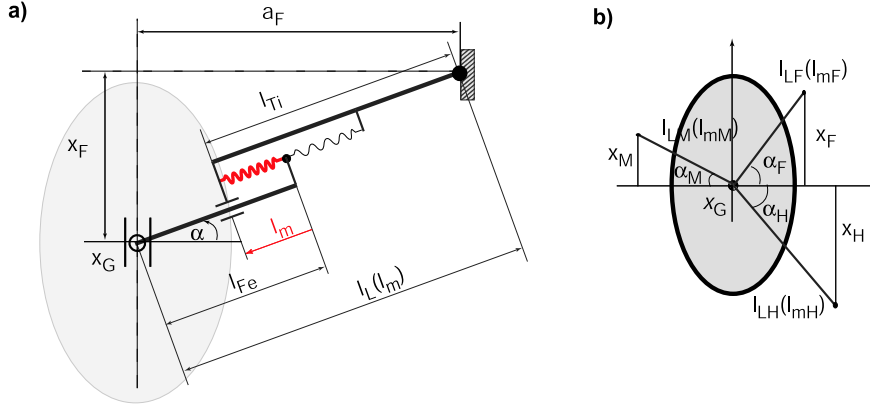 a)
a_F
l_Ti
x_F
α
l_m
x_G
l_Fe
l_L(l_m)
b)
l_LF(l_mF)
l_LM(l_mM)
x_M
x_F
α_M
α_F
x_G
α_H
x_H
l_LH(l_mH)